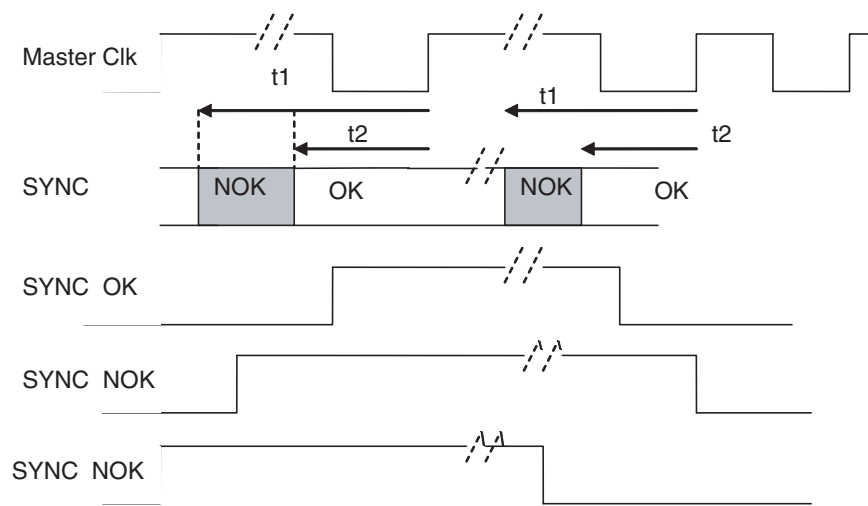 Master Clk
t1
t1
t2
t2
SYNC
NOK
OK
NOK
OK
SYNC OK
SYNC NOK
SYNC NOK